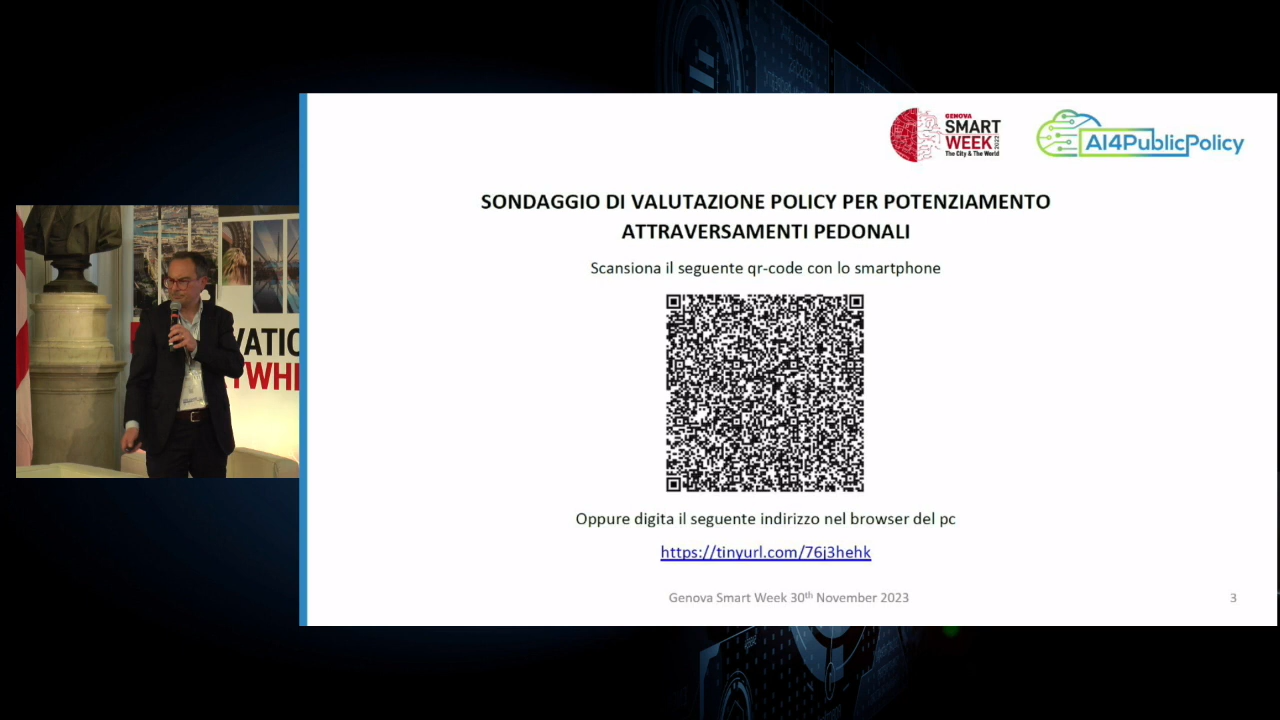 GENOVA
SMART
WEEK
2022
The City & The World
AI4PublicPolicy
SONDAGGIO DI VALUTAZIONE POLICY PER POTENZIAMENTO
ATTRAVERSAMENTI PEDONALI
Scansiona il seguente qr-code con lo smartphone
Oppure digita il seguente indirizzo nel browser del pc
https://tinyurl.com/76j3hehk
Genova Smart Week 30th November 2023
3
VATIO
YWHE